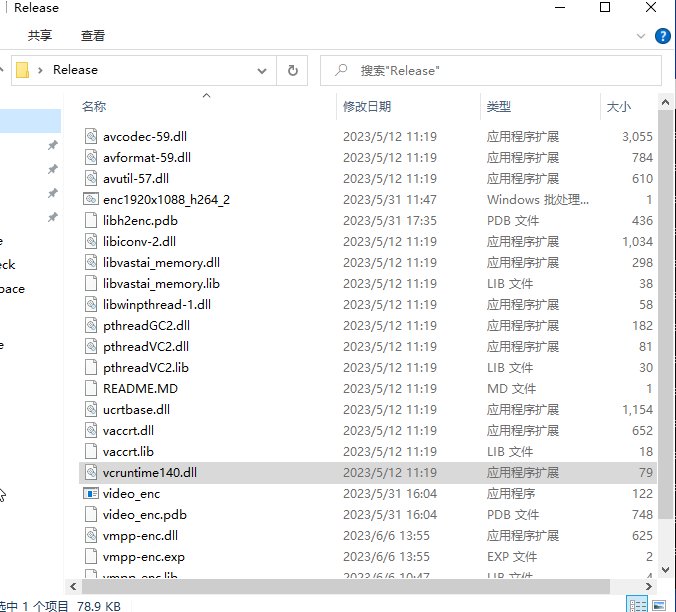 Release
共享 查看
Release 搜索"Release"
名称 修改日期 类型 大小
avcodec-59.dll 2023/5/12 11:19 应用程序扩展 3,055
avformat-59.dll 2023/5/12 11:19 应用程序扩展 784
avutil-57.dll 2023/5/12 11:19 应用程序扩展 610
enc1920x1088_h264_2 2023/5/31 11:47 Windows 批处理... 1
libh2enc.pdb 2023/5/31 17:35 PDB 文件 436
libiconv-2.dll 2023/5/12 11:19 应用程序扩展 1,034
libvastai_memory.dll 2023/5/12 11:19 应用程序扩展 298
libvastai_memory.lib 2023/5/12 11:19 LIB 文件 38
libwinpthread-1.dll 2023/5/12 11:19 应用程序扩展 58
pthreadGC2.dll 2023/5/12 11:19 应用程序扩展 182
pthreadVC2.dll 2023/5/12 11:19 应用程序扩展 81
pthreadVC2.lib 2023/5/12 11:19 LIB 文件 30
README.MD 2023/5/12 11:19 MD 文件 1
ucrtbase.dll 2023/5/12 11:19 应用程序扩展 1,154
vaccrt.dll 2023/5/12 11:19 应用程序扩展 652
vaccrt.lib 2023/5/12 11:19 LIB 文件 18
vcruntime140.dll 2023/5/12 11:19 应用程序扩展 79
video_enc 2023/5/31 16:04 应用程序 122
video_enc.pdb 2023/5/31 16:04 PDB 文件 748
vmpp-enc.dll 2023/6/6 13:55 应用程序扩展 625
vmpp-enc.exp 2023/6/6 13:55 EXP 文件 2
vmpp-enc.lib 2023/6/6 10:47 LIB 文件 4
选中 1 个项目 78.9 KB